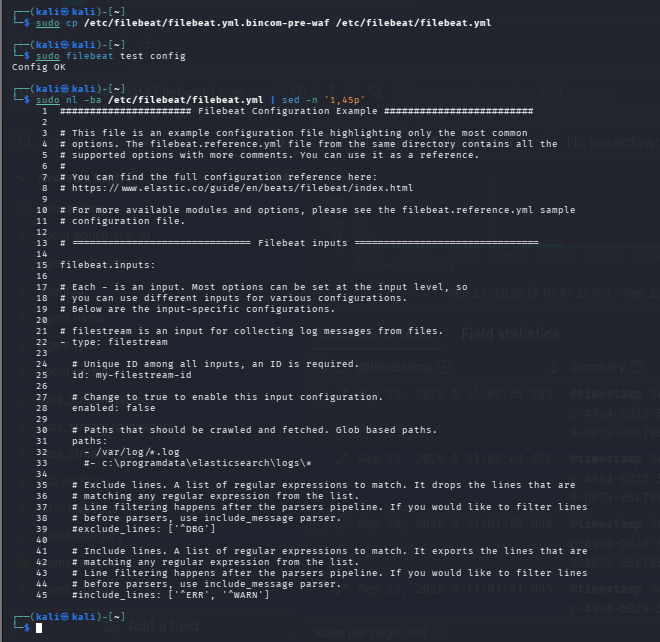 ┌──(kali㉿kali)-[~]
└─$ sudo cp /etc/filebeat/filebeat.yml.bincom-pre-waf /etc/filebeat/filebeat.yml
┌──(kali㉿kali)-[~]
└─$ sudo filebeat test config
Config OK
┌──(kali㉿kali)-[~]
└─$ sudo nl -ba /etc/filebeat/filebeat.yml | sed -n '1,45p'
1 ###################### Filebeat Configuration Example #########################
2
3 # This file is an example configuration file highlighting only the most common
4 # options. The filebeat.reference.yml file from the same directory contains all the
5 # supported options with more comments. You can use it as a reference.
6 #
7 # You can find the full configuration reference here:
8 # https://www.elastic.co/guide/en/beats/filebeat/index.html
9
10 # For more available modules and options, please see the filebeat.reference.yml sample
11 # configuration file.
12
13 # ============================== Filebeat inputs ===============================
14
15 filebeat.inputs:
16
17 # Each - is an input. Most options can be set at the input level, so
18 # you can use different inputs for various configurations.
19 # Below are the input-specific configurations.
20
21 # filestream is an input for collecting log messages from files.
22 - type: filestream
23
24 # Unique ID among all inputs, an ID is required.
25 id: my-filestream-id
26
27 # Change to true to enable this input configuration.
28 enabled: false
29
30 # Paths that should be crawled and fetched. Glob based paths.
31 paths:
32 - /var/log/*.log
33 #- c:\programdata\elasticsearch\logs\*
34
35 # Exclude lines. A list of regular expressions to match. It drops the lines that are
36 # matching any regular expression from the list.
37 # Line filtering happens after the parsers pipeline. If you would like to filter lines
38 # before parsers, use include_message parser.
39 #exclude_lines: ['^DBG']
40
41 # Include lines. A list of regular expressions to match. It exports the lines that are
42 # matching any regular expression from the list.
43 # Line filtering happens after the parsers pipeline. If you would like to filter lines
44 # before parsers, use include_message parser.
45 #include_lines: ['^ERR', '^WARN']
┌──(kali㉿kali)-[~]
└─$
No breakdown
Field statistics
@timestamp
Summary
Add a field
Rows per page: 100